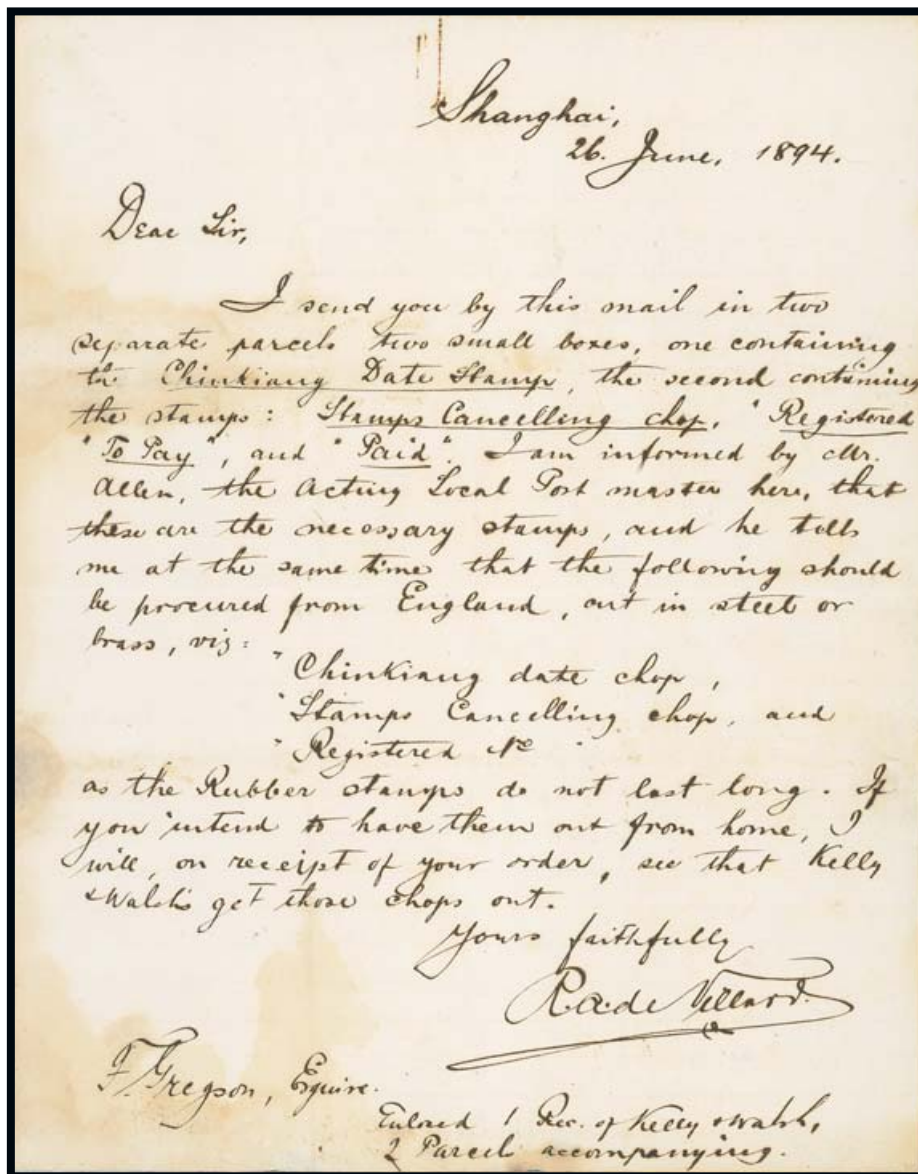 Shanghai,
26. June, 1894.
Dear Sir,
I send you by this mail in two
separate parcels two small boxes, one containing
the Chinkiang Date Stamp, the second containing
the stamps: Stamps Cancelling chop, "Registered
"To Pay", and "Paid". I am informed by Mr.
Allen, the Acting Local Post master here, that
these are the necessary stamps, and he tells
me at the same time that the following should
be procured from England, cut in steel or
brass, viz:
"Chinkiang date chop,
"Stamps Cancelling chop, and
"Registered No "
as the Rubber stamps do not last long. If
you intend to have them out from home, I
will, on receipt of your order, see that Kelly
& Walsh get those chops out.
Yours faithfully
R.A. de Villard.
F. Gregson, Esquire.
Enclosed 1 Rec. of Kelly & Walsh,
2 Parcel accompanying.